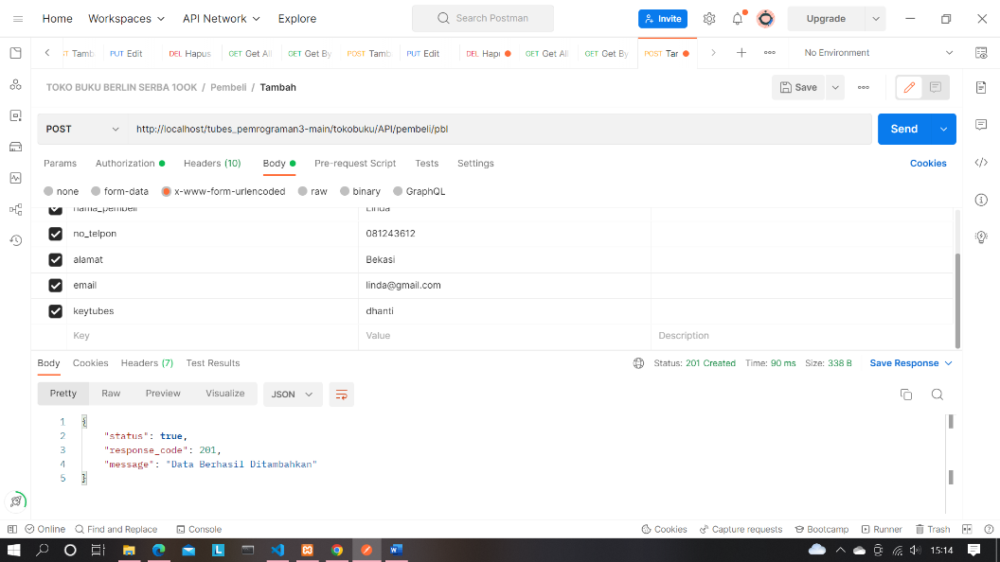 Home Workspaces API Network Explore Search Postman Invite Upgrade
Tamb PUT Edit DEL Hapus GET Get All GET Get By POST Tamb PUT Edit DEL Hapu GET Get All GET Get By POST Tar No Environment
TOKO BUKU BERLIN SERBA 1OOK / Pembeli / Tambah Save
POST http://localhost/tubes_pemrograman3-main/tokobuku/API/pembeli/pbl Send
Params Authorization Headers (10) Body Pre-request Script Tests Settings Cookies
none form-data x-www-form-urlencoded raw binary GraphQL
nama_pembeli Linda
no_telpon 081243612
alamat Bekasi
email linda@gmail.com
keytubes dhanti
Key Value Description
Body Cookies Headers (7) Test Results Status: 201 Created Time: 90 ms Size: 338 B Save Response
Pretty Raw Preview Visualize JSON
1 {
2 "status": true,
3 "response_code": 201,
4 "message": "Data Berhasil Ditambahkan"
5 }
Online Find and Replace Console Cookies Capture requests Bootcamp Runner Trash
15:14